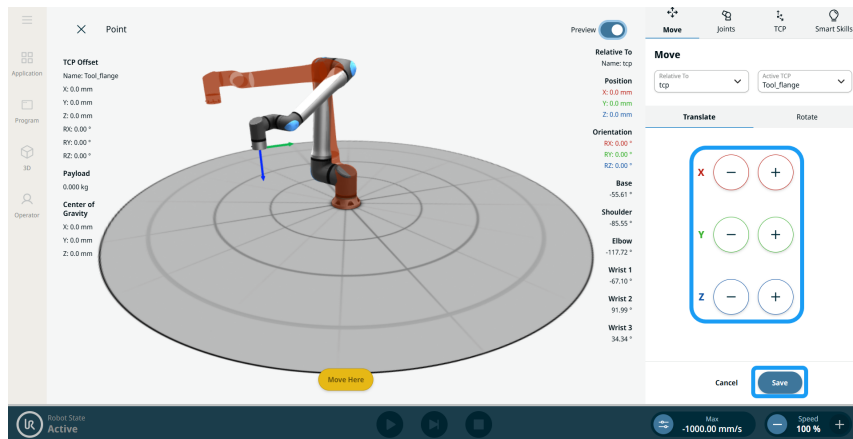 Application
Program
3D
Operator
Point
Preview
TCP Offset
Name: Tool_flange
X: 0.0 mm
Y: 0.0 mm
Z: 0.0 mm
RX: 0.00 °
RY: 0.00 °
RZ: 0.00 °
Payload
0.000 kg
Center of
Gravity
X: 0.0 mm
Y: 0.0 mm
Z: 0.0 mm
Relative To
Name: tcp
Position
X: 0.0 mm
Y: 0.0 mm
Z: 0.0 mm
Orientation
RX: 0.00 °
RY: 0.00 °
RZ: 0.00 °
Base
-55.61 °
Shoulder
-85.55 °
Elbow
-117.72 °
Wrist 1
-67.10 °
Wrist 2
91.99 °
Wrist 3
34.34 °
Move Here
Move Joints TCP Smart Skills
Move
Relative To
tcp
Active TCP
Tool_flange
Translate Rotate
X − +
Y − +
Z − +
Cancel Save
UR
Robot State
Active
Max
-1000.00 mm/s
− Speed +
100 %